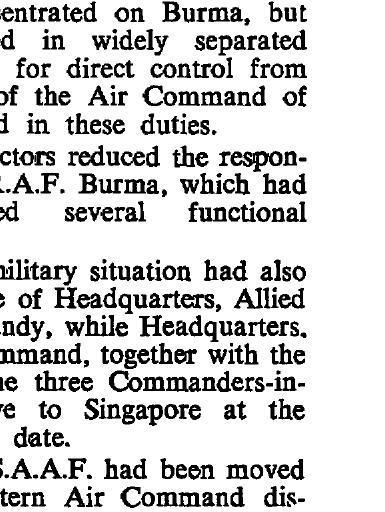 entrated on Burma, but
d in widely separated
for direct control from
of the Air Command of
d in these duties.
ctors reduced the respon-
.A.F. Burma, which had
ed several functional
military situation had also
e of Headquarters, Allied
ndy, while Headquarters.
mmand, together with the
e three Commanders-in-
ve to Singapore at the
date.
S.A.A.F. had been moved
tern Air Command dis-